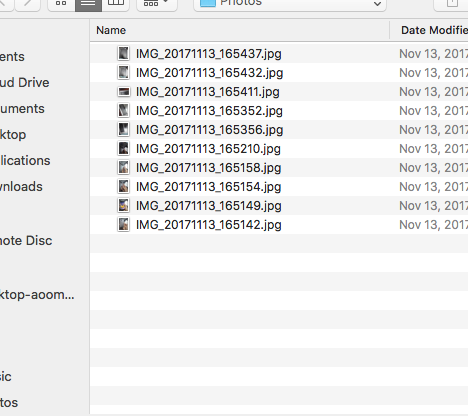 Photos
Name Date Modifie
IMG_20171113_165437.jpg Nov 13, 2017
IMG_20171113_165432.jpg Nov 13, 2017
IMG_20171113_165411.jpg Nov 13, 2017
IMG_20171113_165352.jpg Nov 13, 2017
IMG_20171113_165356.jpg Nov 13, 2017
IMG_20171113_165210.jpg Nov 13, 2017
IMG_20171113_165158.jpg Nov 13, 2017
IMG_20171113_165154.jpg Nov 13, 2017
IMG_20171113_165149.jpg Nov 13, 2017
IMG_20171113_165142.jpg Nov 13, 2017
ents
ud Drive
uments
ktop
lications
wnloads
note Disc
ktop-aoom...
sic
tos